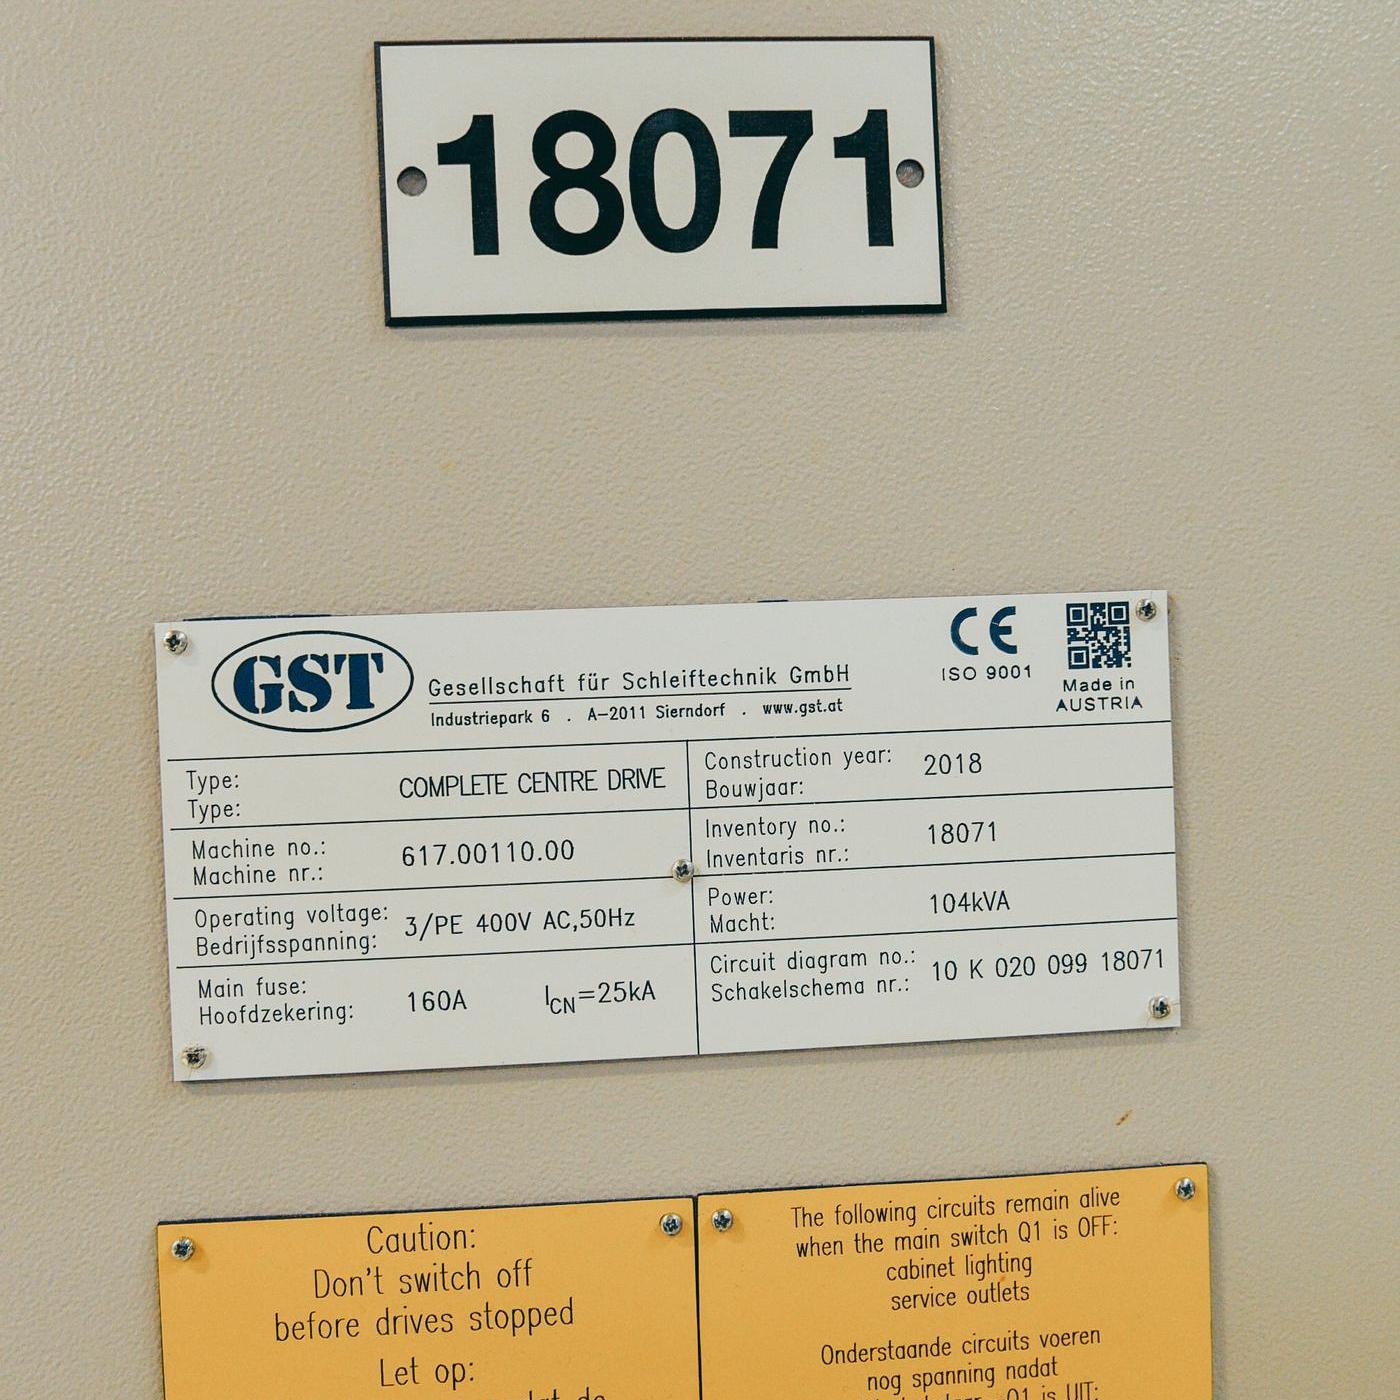 18071
GST
Gesellschaft für Schleiftechnik GmbH
Industriepark 6 . A-2011 Sierndorf . www.gst.at
CE
ISO 9001
Made in
AUSTRIA
Type:
Type:
COMPLETE CENTRE DRIVE
Machine no.:
Machine nr.:
617.00110.00
Operating voltage:
Bedrijfsspanning:
3/PE 400V AC,50Hz
Main fuse:
Hoofdzekering:
160A ICN=25kA
Construction year:
Bouwjaar:
2018
Inventory no.:
Inventaris nr.:
18071
Power:
Macht:
104kVA
Circuit diagram no.:
Schakelschema nr.:
10 K 020 099 18071
Caution:
Don't switch off
before drives stopped
Let op:
de
The following circuits remain alive
when the main switch Q1 is OFF:
cabinet lighting
service outlets
Onderstaande circuits voeren
nog spanning nadat
Q1 is UIT: